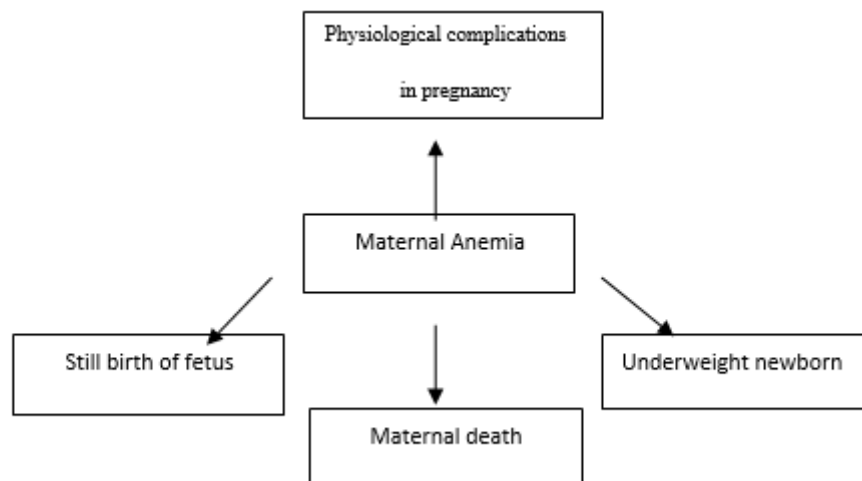 Physiological complications
in pregnancy
Maternal Anemia
Still birth of fetus
Underweight newborn
Maternal death